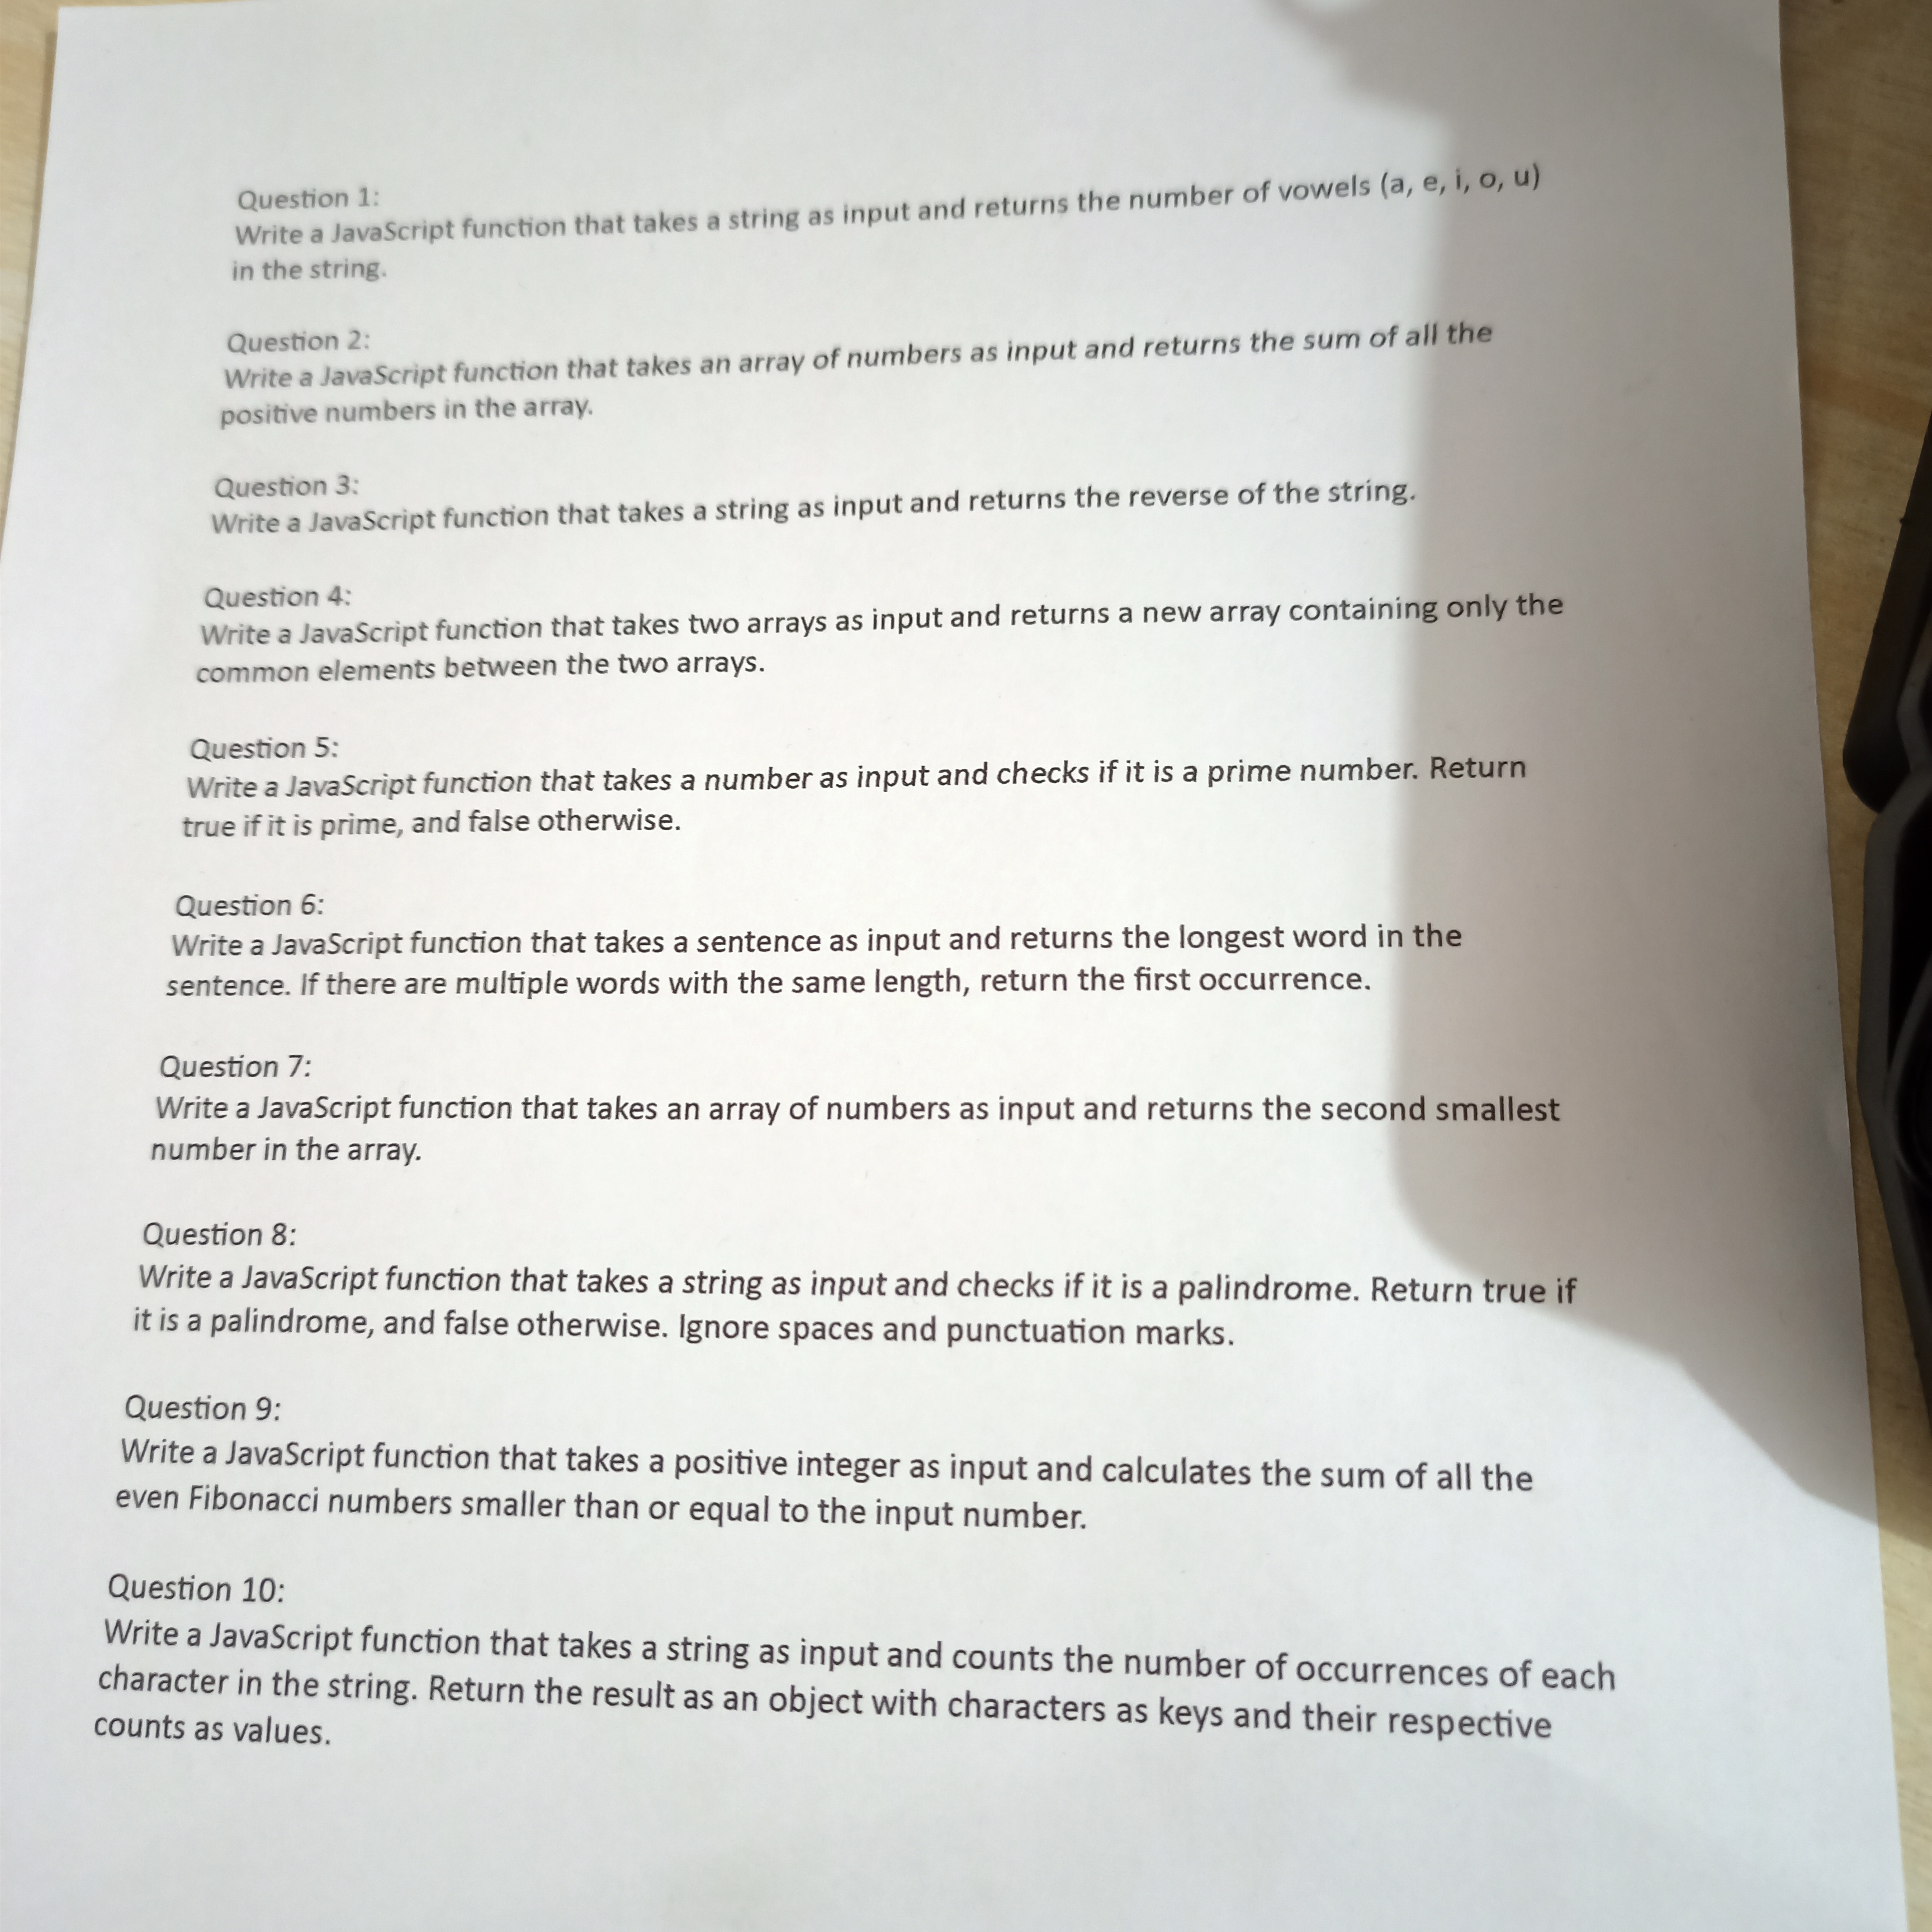 Question 1:
Write a JavaScript function that takes a string as input and returns the number of vowels (a, e, i, o, u)
in the string.
Question 2:
Write a JavaScript function that takes an array of numbers as input and returns the sum of all the
positive numbers in the array.
Question 3:
Write a JavaScript function that takes a string as input and returns the reverse of the string.
Question 4:
Write a JavaScript function that takes two arrays as input and returns a new array containing only the
common elements between the two arrays.
Question 5:
Write a JavaScript function that takes a number as input and checks if it is a prime number. Return
true if it is prime, and false otherwise.
Question 6:
Write a JavaScript function that takes a sentence as input and returns the longest word in the
sentence. If there are multiple words with the same length, return the first occurrence.
Question 7:
Write a JavaScript function that takes an array of numbers as input and returns the second smallest
number in the array.
Question 8:
Write a JavaScript function that takes a string as input and checks if it is a palindrome. Return true if
it is a palindrome, and false otherwise. Ignore spaces and punctuation marks.
Question 9:
Write a JavaScript function that takes a positive integer as input and calculates the sum of all the
even Fibonacci numbers smaller than or equal to the input number.
Question 10:
Write a JavaScript function that takes a string as input and counts the number of occurrences of each
character in the string. Return the result as an object with characters as keys and their respective
counts as values.